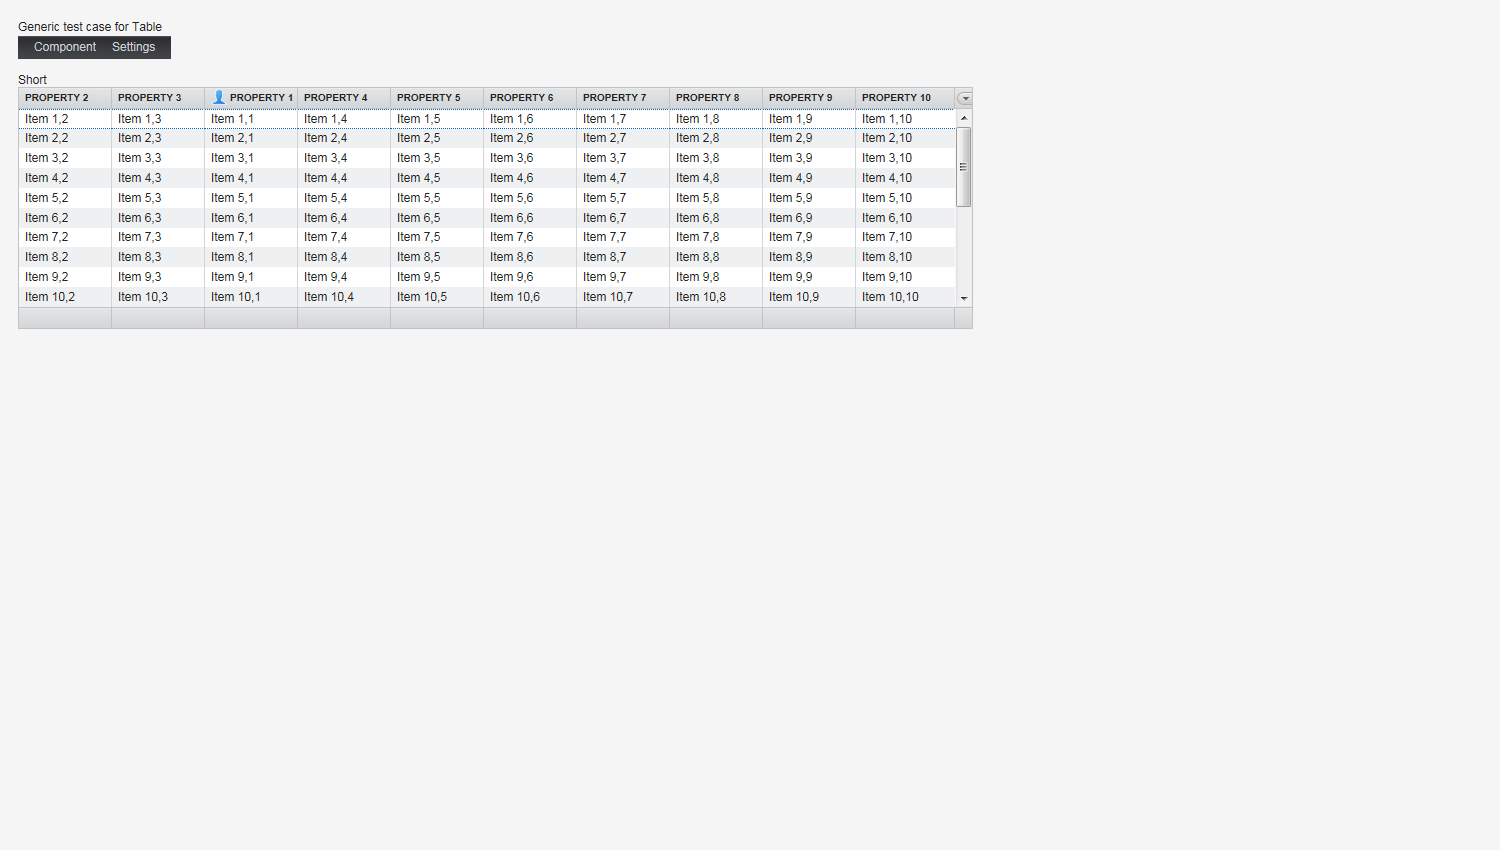 Generic test case for Table
Component Settings
Short
PROPERTY 2 PROPERTY 3 PROPERTY 1 PROPERTY 4 PROPERTY 5 PROPERTY 6 PROPERTY 7 PROPERTY 8 PROPERTY 9 PROPERTY 10
Item 1,2 Item 1,3 Item 1,1 Item 1,4 Item 1,5 Item 1,6 Item 1,7 Item 1,8 Item 1,9 Item 1,10
Item 2,2 Item 2,3 Item 2,1 Item 2,4 Item 2,5 Item 2,6 Item 2,7 Item 2,8 Item 2,9 Item 2,10
Item 3,2 Item 3,3 Item 3,1 Item 3,4 Item 3,5 Item 3,6 Item 3,7 Item 3,8 Item 3,9 Item 3,10
Item 4,2 Item 4,3 Item 4,1 Item 4,4 Item 4,5 Item 4,6 Item 4,7 Item 4,8 Item 4,9 Item 4,10
Item 5,2 Item 5,3 Item 5,1 Item 5,4 Item 5,5 Item 5,6 Item 5,7 Item 5,8 Item 5,9 Item 5,10
Item 6,2 Item 6,3 Item 6,1 Item 6,4 Item 6,5 Item 6,6 Item 6,7 Item 6,8 Item 6,9 Item 6,10
Item 7,2 Item 7,3 Item 7,1 Item 7,4 Item 7,5 Item 7,6 Item 7,7 Item 7,8 Item 7,9 Item 7,10
Item 8,2 Item 8,3 Item 8,1 Item 8,4 Item 8,5 Item 8,6 Item 8,7 Item 8,8 Item 8,9 Item 8,10
Item 9,2 Item 9,3 Item 9,1 Item 9,4 Item 9,5 Item 9,6 Item 9,7 Item 9,8 Item 9,9 Item 9,10
Item 10,2 Item 10,3 Item 10,1 Item 10,4 Item 10,5 Item 10,6 Item 10,7 Item 10,8 Item 10,9 Item 10,10